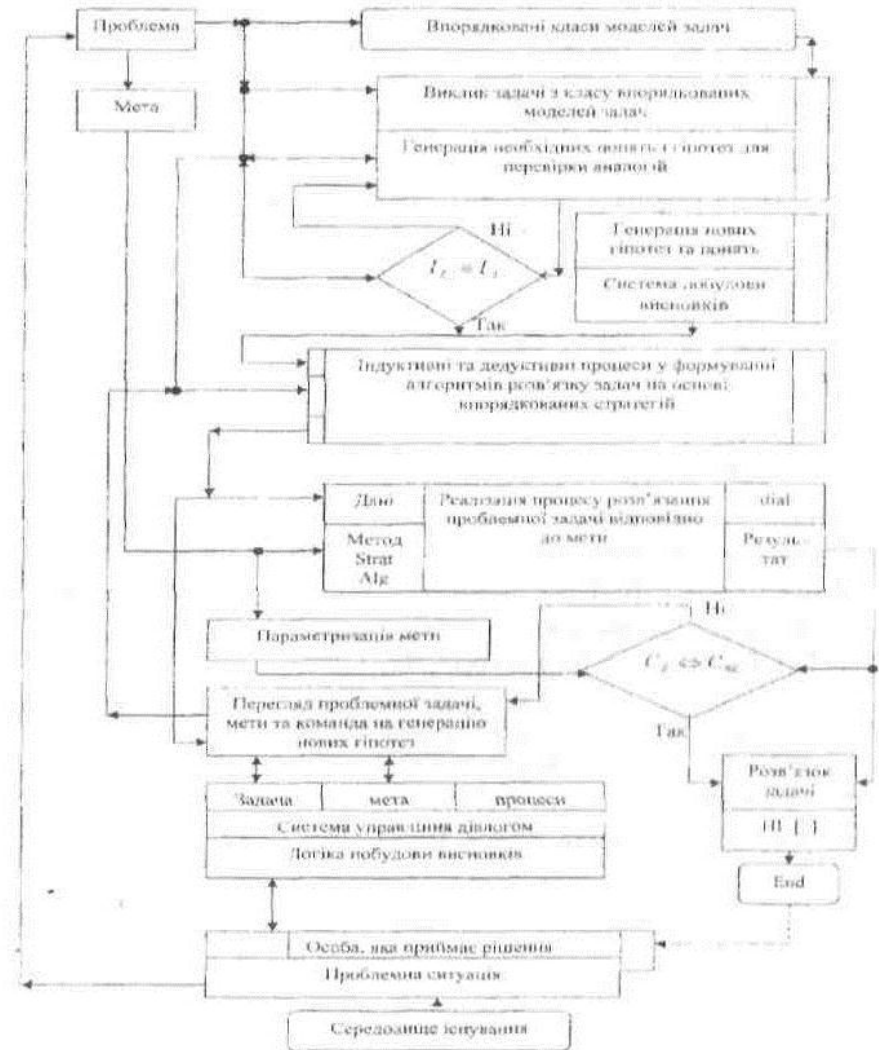 Проблема
Впорядковані класи моделей задач
Мета
Виклик задачі з класу впорядкованих
моделей задач
Генерація необхідних понять і гіпотез для
перевірки аналогій
Ні
Генерація нових
гіпотез та понять
Система побудови
висновків
Так
Індуктивні та дедуктивні процеси у формуванні
алгоритмів розв'язку задач на основі
впорядкованих стратегій
Дані
Реалізація процесу розв'язання
проблемної задачі відповідно
до мети
dial
Метод
Strat
Alg
Резуль-
тат
Ні
Параметризація мети
Перегляд проблемної задачі,
мети та команда на генерацію
нових гіпотез
Так
Розв'язок
задачі
End
Задача
мета
процеси
Система управління діалогом
Логіка побудови висновків
Особа, яка приймає рішення
Проблемна ситуація
Середовище існування